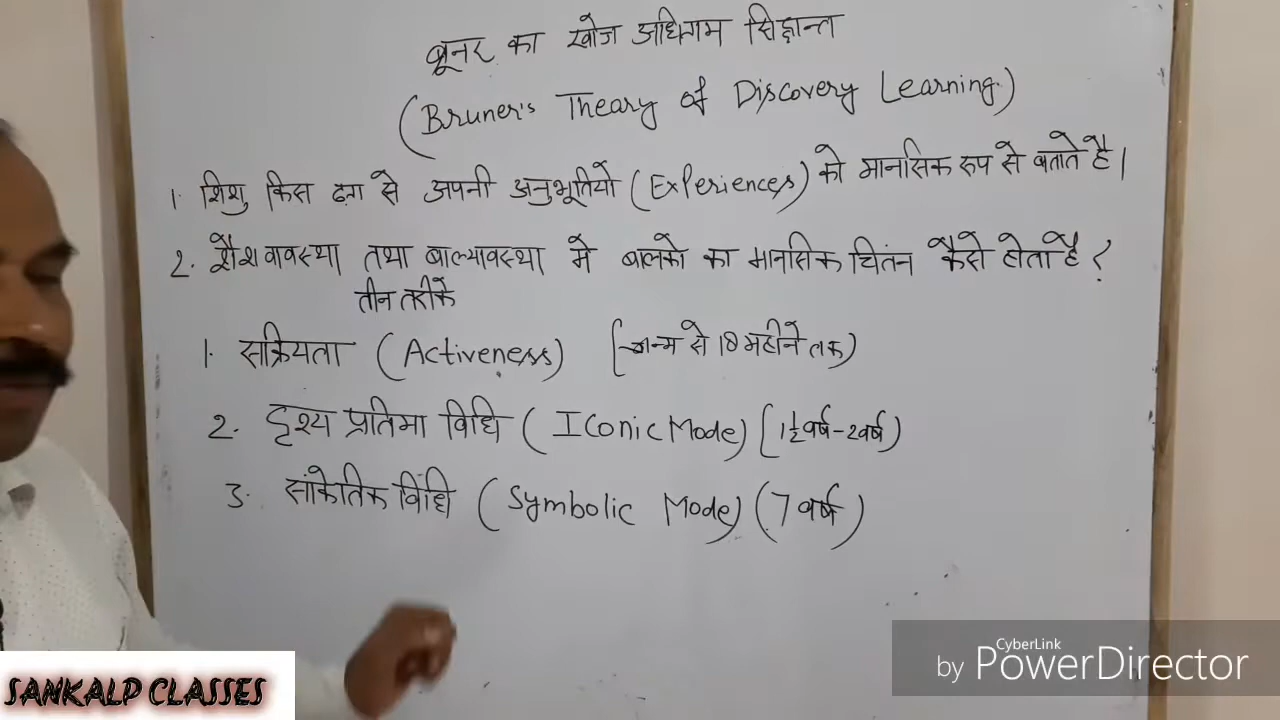 ब्रूनर का खोज अधिगम सिद्धान्त
(Bruner's Theary of Discovery Learning.)
1. शिशु किस ढंग से अपनी अनुभूतियो (Experiences) को मानसिक रूप से बताते है।
2. शैशवावस्था तथा बाल्यावस्था मे बालको का मानसिक चिंतन कैसे होता है ?
तीन तरीके
1. सक्रियता (Activeness) [जन्म से 18 महीने तक)
2. दृश्य प्रतिमा विधि (Iconic Mode) [1½ वर्ष - 2 वर्ष)
3. सांकेतिक विधि (Symbolic Mode) (7 वर्ष)
SANKALP CLASSES
CyberLink
by PowerDirector